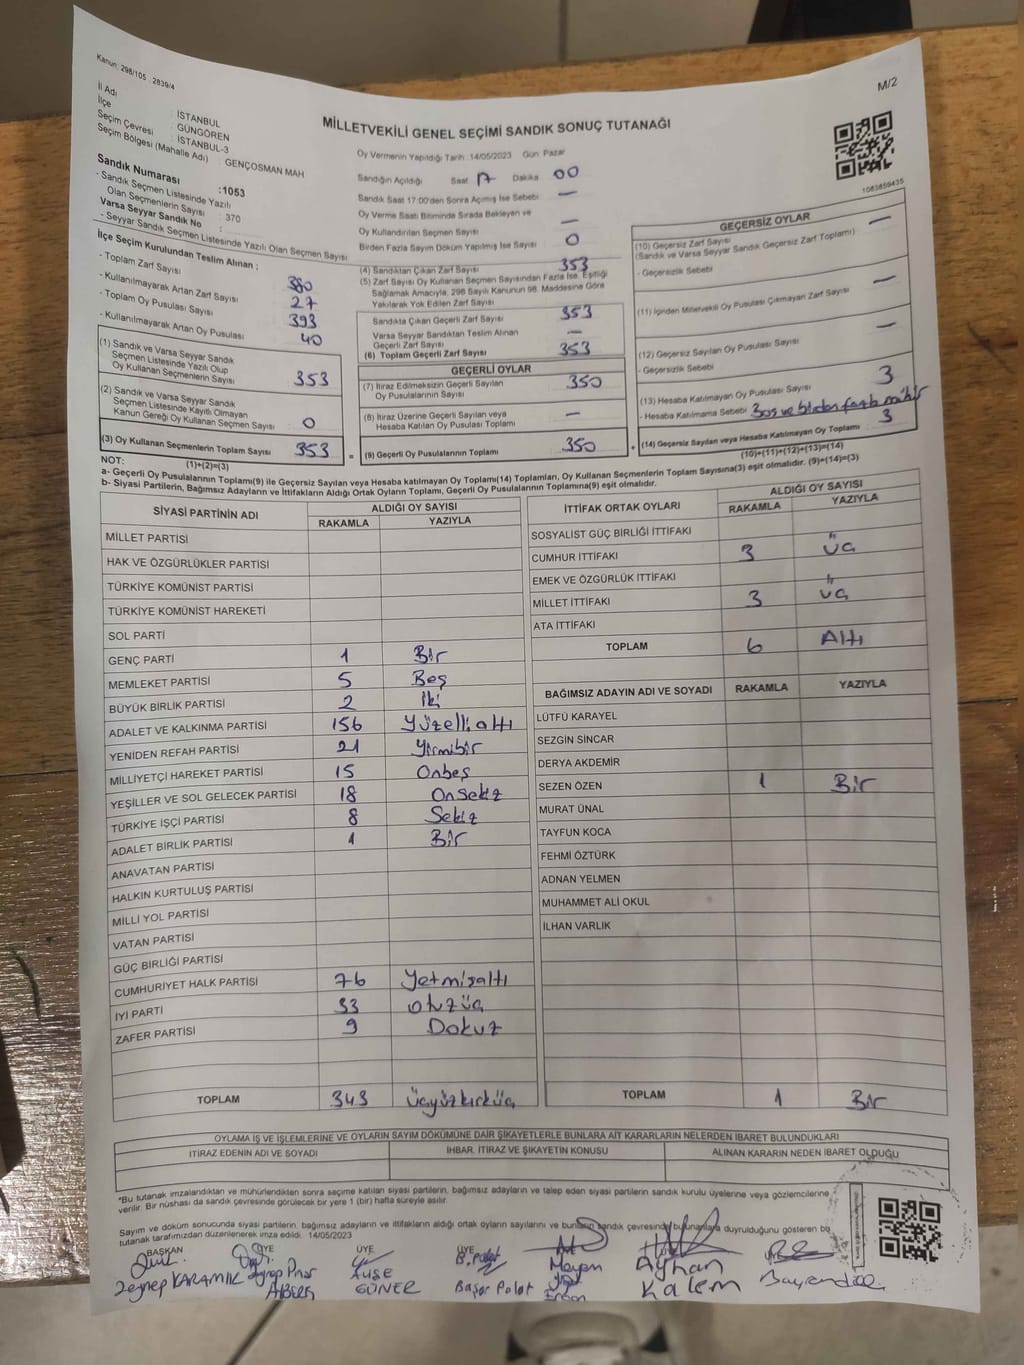 Kanun: 298/105 2839/4
M/2
MİLLETVEKİLİ GENEL SEÇİMİ SANDIK SONUÇ TUTANAĞI
İl Adı : İSTANBUL
İlçe : GÜNGÖREN
Seçim Çevresi : İSTANBUL-3
Seçim Bölgesi (Mahalle Adı) : GENÇOSMAN MAH
Sandık Numarası :1053
- Sandık Seçmen Listesinde Yazılı Olan Seçmenlerin Sayısı : 370
Varsa Seyyar Sandık No :
- Seyyar Sandık Seçmen Listesinde Yazılı Olan Seçmen Sayısı
İlçe Seçim Kurulundan Teslim Alınan ;
- Toplam Zarf Sayısı 380
- Kullanılmayarak Artan Zarf Sayısı 27
- Toplam Oy Pusulası Sayısı 393
- Kullanılmayarak Artan Oy Pusulası 40
(1) Sandık ve Varsa Seyyar Sandık
Seçmen Listesinde Yazılı Olup
Oy Kullanan Seçmenlerin Sayısı 353
(2) Sandık ve Varsa Seyyar Sandık
Seçmen Listesinde Kayıtlı Olmayan
Kanun Gereği Oy Kullanan Seçmen Sayısı 0
(3) Oy Kullanan Seçmenlerin Toplam Sayısı 353
(1)+(2)=(3)
Oy Vermenin Yapıldığı Tarih :14/05/2023 Gün Pazar
Sandığın Açıldığı Saat 17 Dakika 00
Sandık Saat 17:00'den Sonra Açımış İse Sebebi —
Oy Verme Saati Bitiminde Sırada Bekleyen ve
Oy Kullandırılan Seçmen Sayısı —
Birden Fazla Sayım Döküm Yapılmış İse Sayısı 0
(4) Sandıktan Çıkan Zarf Sayısı 353
(5) Zarf Sayısı Oy Kullanan Seçmen Sayısından Fazla İse, Eşitliği
Sağlamak Amacıyla, 298 Sayılı Kanunun 98. Maddesine Göre
Yakılarak Yok Edilen Zarf Sayısı
Sandıkta Çıkan Geçerli Zarf Sayısı 353
Varsa Seyyar Sandıktan Teslim Alınan
Geçerli Zarf Sayısı —
(6) Toplam Geçerli Zarf Sayısı 353
GEÇERLİ OYLAR
(7) İtiraz Edilmeksizin Geçerli Sayılan
Oy Pusulalarının Sayısı 350
(8) İtiraz Üzerine Geçerli Sayılan veya
Hesaba Katılan Oy Pusulası Toplamı —
= (9) Geçerli Oy Pusulalarının Toplamı 350 +
1083859435
GEÇERSİZ OYLAR
(10) Geçersiz Zarf Sayısı —
(Sandık ve Varsa Seyyar Sandık Geçersiz Zarf Toplamı)
- Geçersizlik Sebebi
(11) İçinden Milletvekili Oy Pusulası Çıkmayan Zarf Sayısı —
(12) Geçersiz Sayılan Oy Pusulası Sayısı —
- Geçersizlik Sebebi
(13) Hesaba Katılmayan Oy Pusulası Sayısı 3
- Hesaba Katılmama Sebebi Boş ve birden fazla mühür
(14) Geçersiz Sayılan veya Hesaba Katılmayan Oy Toplamı 3
(10)+(11)+(12)+(13)=(14)
NOT:
a- Geçerli Oy Pusulalarının Toplamı(9) ile Geçersiz Sayılan veya Hesaba katılmayan Oy Toplamı(14) Toplamları, Oy Kullanan Seçmenlerin Toplam Sayısına(3) eşit olmalıdır. (9)+(14)=(3)
b- Siyasi Partilerin, Bağımsız Adayların ve İttifakların Aldığı Ortak Oyların Toplamı, Geçerli Oy Pusulalarının Toplamına(9) eşit olmalıdır.
SİYASİ PARTİNİN ADI ALDIĞI OY SAYISI
RAKAMLA YAZIYLA
MİLLET PARTİSİ
HAK VE ÖZGÜRLÜKLER PARTİSİ
TÜRKİYE KOMÜNİST PARTİSİ
TÜRKİYE KOMÜNİST HAREKETİ
SOL PARTİ
GENÇ PARTİ 1 Bir
MEMLEKET PARTİSİ 5 Beş
BÜYÜK BİRLİK PARTİSİ 2 İki
ADALET VE KALKINMA PARTİSİ 156 Yüzellialtı
YENİDEN REFAH PARTİSİ 21 Yirmibir
MİLLİYETÇİ HAREKET PARTİSİ 15 Onbeş
YEŞİLLER VE SOL GELECEK PARTİSİ 18 Onsekiz
TÜRKİYE İŞÇİ PARTİSİ 8 Sekiz
ADALET BİRLİK PARTİSİ 1 Bir
ANAVATAN PARTİSİ
HALKIN KURTULUŞ PARTİSİ
MİLLİ YOL PARTİSİ
VATAN PARTİSİ
GÜÇ BİRLİĞİ PARTİSİ
CUMHURİYET HALK PARTİSİ 76 Yetmişaltı
İYİ PARTİ 33 otuzüç
ZAFER PARTİSİ 9 Dokuz
TOPLAM 343 Üçyüzkırküç
İTTİFAK ORTAK OYLARI ALDIĞI OY SAYISI
RAKAMLA YAZIYLA
SOSYALİST GÜÇ BİRLİĞİ İTTİFAKI
CUMHUR İTTİFAKI 3 üç
EMEK VE ÖZGÜRLÜK İTTİFAKI
MİLLET İTTİFAKI 3 üç
ATA İTTİFAKI
TOPLAM 6 Altı
BAĞIMSIZ ADAYIN ADI VE SOYADI RAKAMLA YAZIYLA
LÜTFÜ KARAYEL
SEZGİN SİNCAR
DERYA AKDEMİR
SEZEN ÖZEN 1 Bir
MURAT ÜNAL
TAYFUN KOCA
FEHMİ ÖZTÜRK
ADNAN YELMEN
MUHAMMET ALİ OKUL
İLHAN VARLIK
TOPLAM 1 Bir
OYLAMA İŞ VE İŞLEMLERİNE VE OYLARIN SAYIM DÖKÜMÜNE DAİR ŞİKAYETLERLE BUNLARA AİT KARARLARIN NELERDEN İBARET BULUNDUKLARI
İTİRAZ EDENİN ADI VE SOYADI İHBAR, İTİRAZ VE ŞİKAYETİN KONUSU ALINAN KARARIN NEDEN İBARET OLDUĞU
*Bu tutanak imzalandıktan ve mühürlendikten sonra seçime katılan siyasi partilerin, bağımsız adayların ve talep eden siyasi partilerin sandık kurulu üyelerine veya gözlemcilerine
verilir. Bir nüshası da sandık çevresinde görülecek bir yere 1 (bir) hafta süreyle asılır.
Sayım ve döküm sonucunda siyasi partilerin, bağımsız adayların ve ittifakların aldığı ortak oyların sayılarını ve bunların sandık çevresinde bulunanlara duyrulduğunu gösteren bu
tutanak tarafımızdan düzenlenerek imza edildi. 14/05/2023
BAŞKAN ÜYE ÜYE ÜYE
Zeynep KARAMIK
Zeynep Pınar
AYŞE GÜNER
B.Polat
Başar Polat
Ayhan Kalem